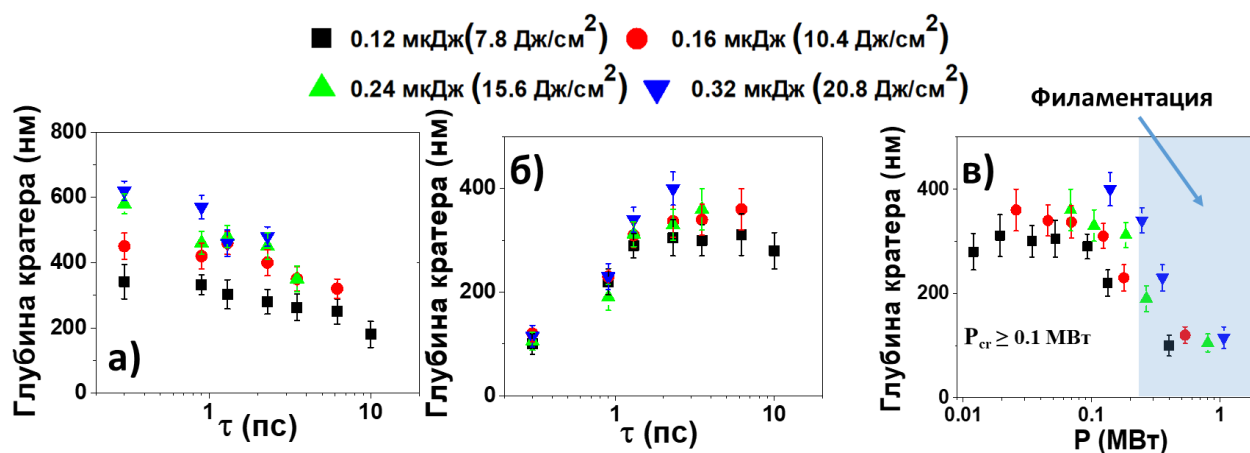 0.12 мкДж(7.8 Дж/см²) 0.16 мкДж (10.4 Дж/см²)
0.24 мкДж (15.6 Дж/см²) 0.32 мкДж (20.8 Дж/см²)
Глубина кратера (нм)
800
600
400
200
0
а)
1
10
τ (пс)
Глубина кратера (нм)
400
200
0
б)
1
10
τ (пс)
Филаментация
Глубина кратера (нм)
400
200
0
в)
P_cr ≥ 0.1 МВт
0.01
0.1
1
P (МВт)